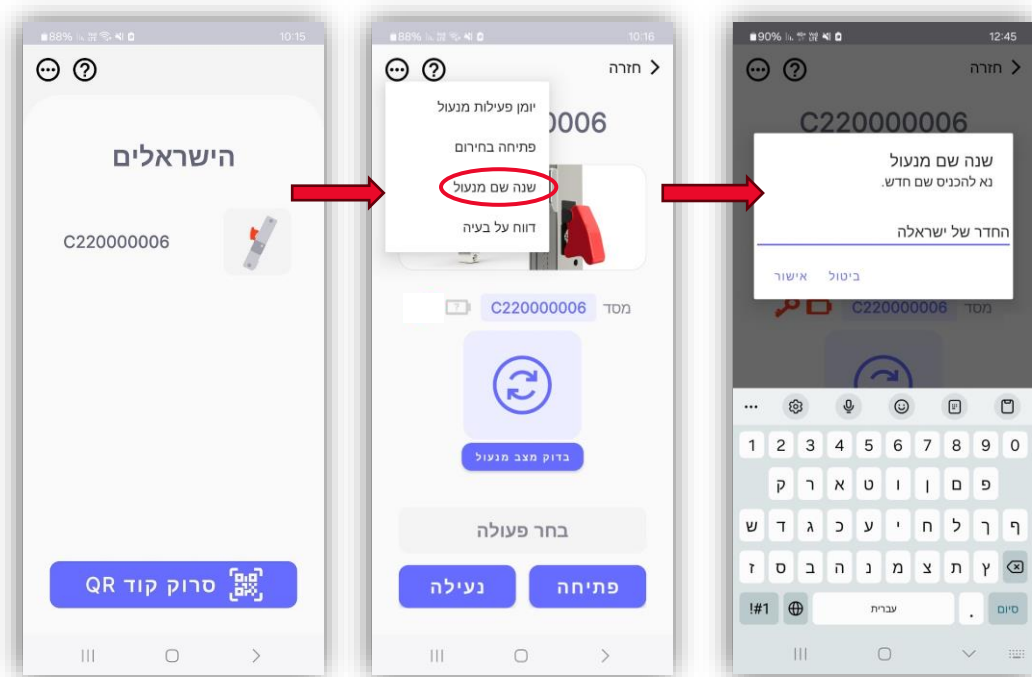 88% 10:15
הישראלים
C220000006
סרוק קוד QR
88% 10:16
חזרה
יומן פעילות מנעול
0006
פתיחה בחירום
שנה שם מנעול
דווח על בעיה
מסד C220000006
בדוק מצב מנעול
בחר פעולה
פתיחה נעילה
90% 12:45
חזרה
C220000006
שנה שם מנעול
נא להכניס שם חדש.
החדר של ישראלה
ביטול אישור
מסד C220000006
1 2 3 4 5 6 7 8 9 0
ק ר א ט ו ן ם פ
ש ד ג כ ע י ח ל ך ף
ז ס ב ה נ מ צ ת ץ
!#1 עברית . סיום